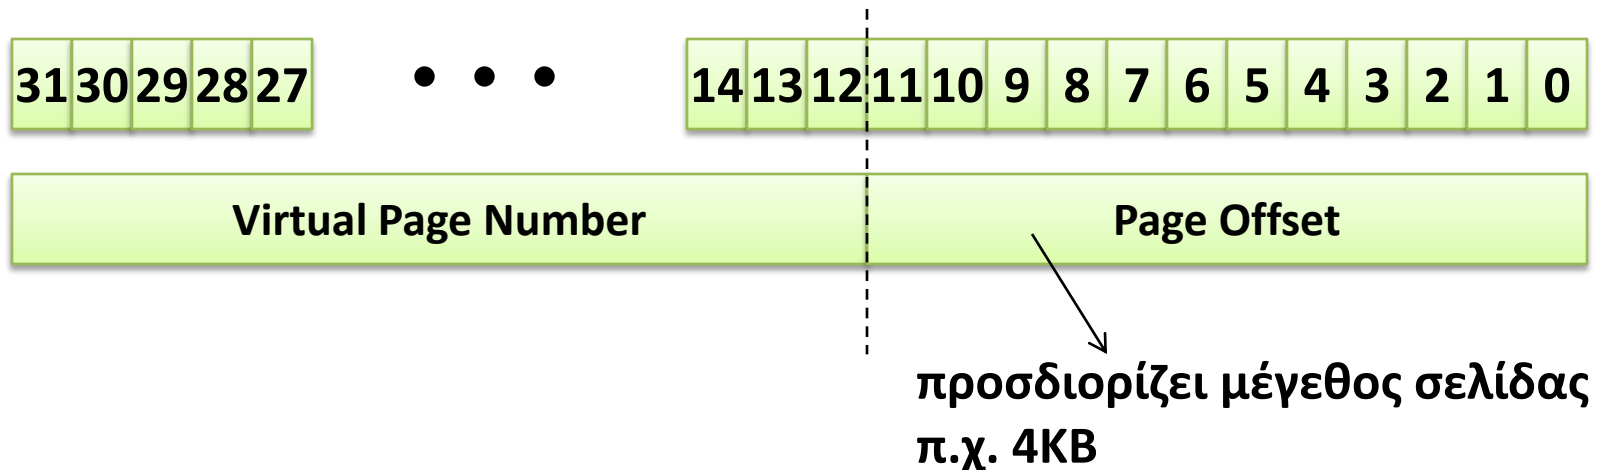 31 30 29 28 27 • • • 14 13 12 11 10 9 8 7 6 5 4 3 2 1 0
Virtual Page Number Page Offset
προσδιορίζει μέγεθος σελίδας
π.χ. 4KB